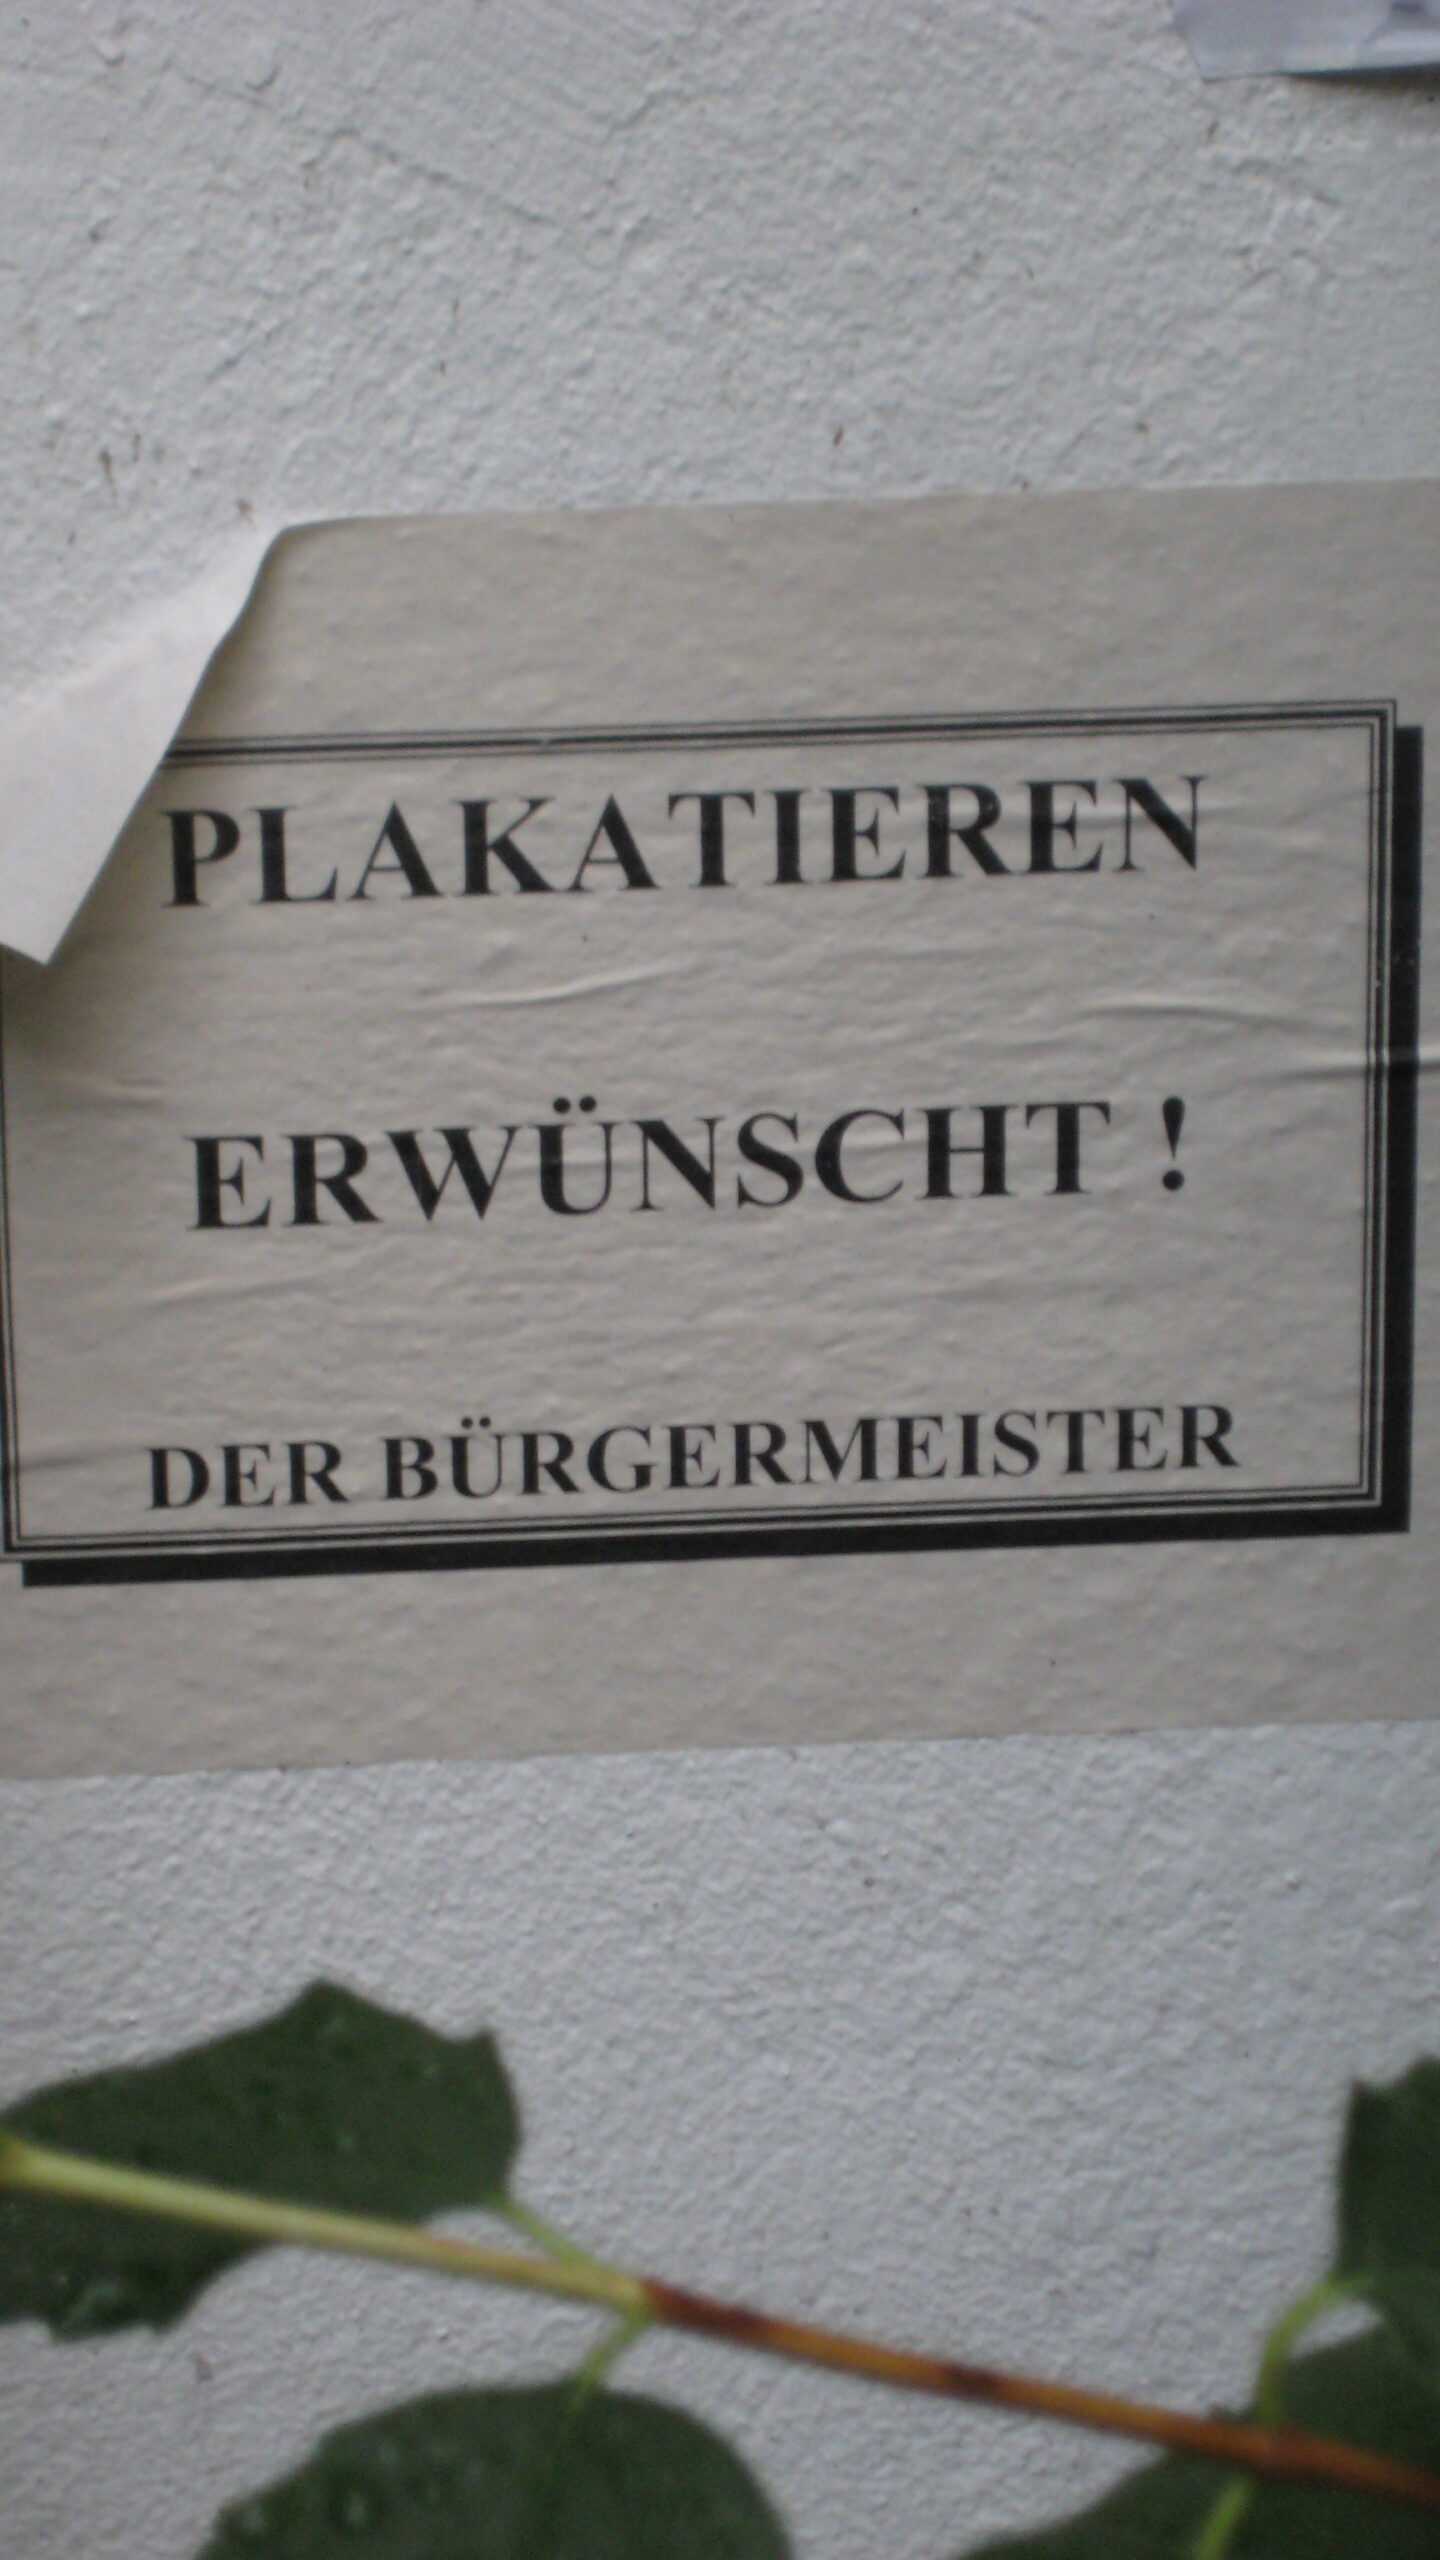 PLAKATIEREN
ERWÜNSCHT !
DER BÜRGERMEISTER